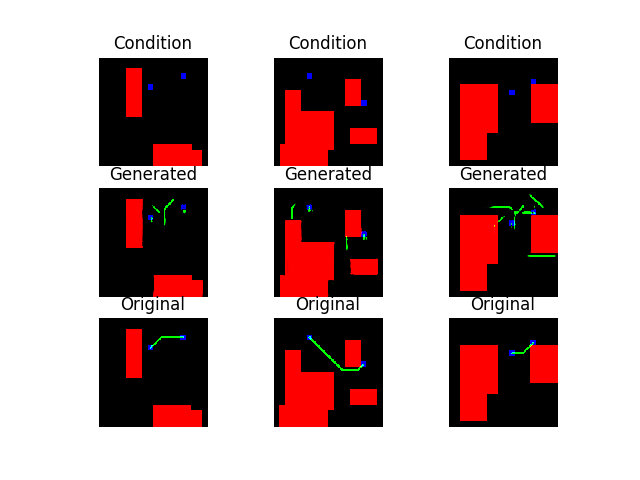 Condition Condition Condition
Generated Generated Generated
Original Original Original